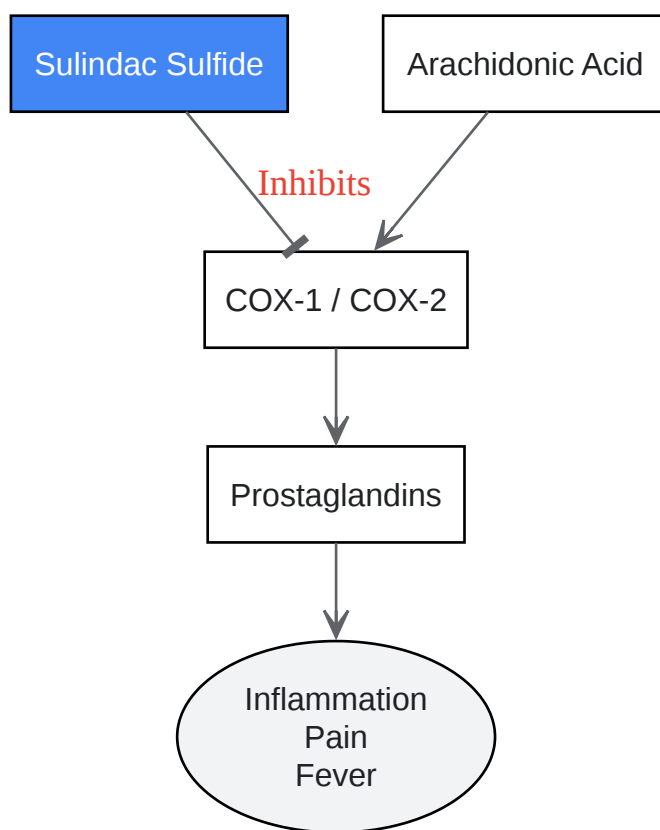 Sulindac Sulfide
Arachidonic Acid
Inhibits
COX-1 / COX-2
Prostaglandins
Inflammation
Pain
Fever